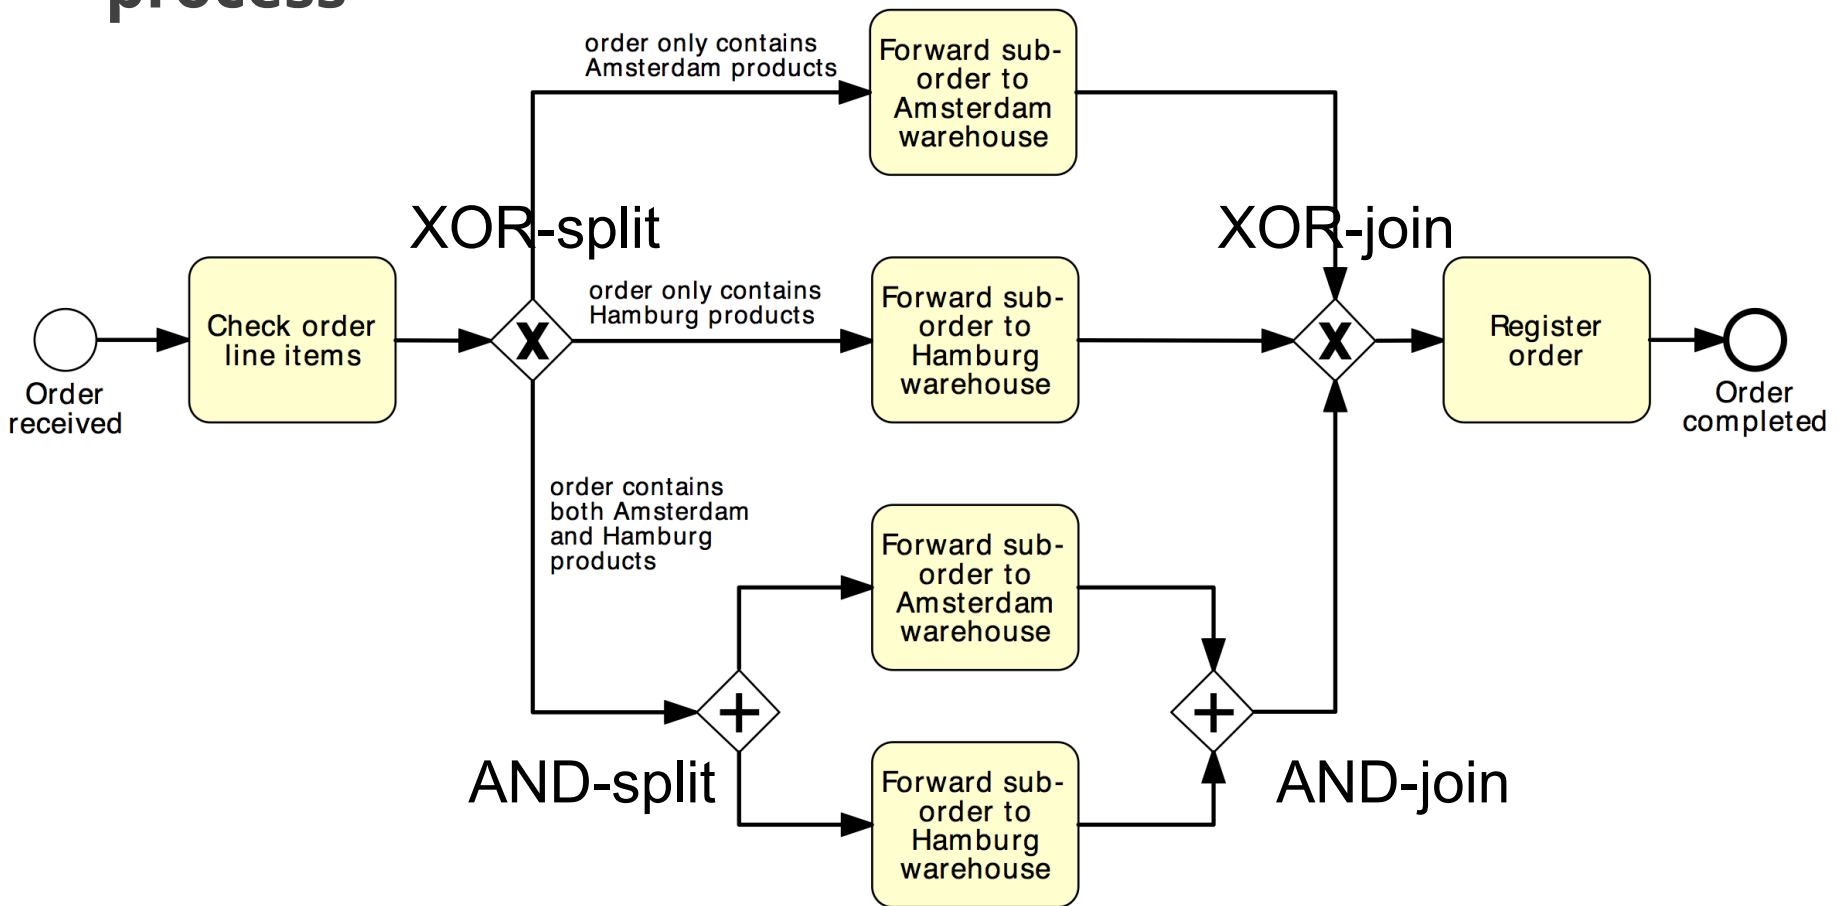 process
order only contains
Amsterdam products
Forward sub-
order to
Amsterdam
warehouse
XOR-split
XOR-join
order only contains
Hamburg products
Forward sub-
order to
Hamburg
warehouse
Check order
line items
Register
order
Order
received
Order
completed
order contains
both Amsterdam
and Hamburg
products
Forward sub-
order to
Amsterdam
warehouse
AND-split
AND-join
Forward sub-
order to
Hamburg
warehouse